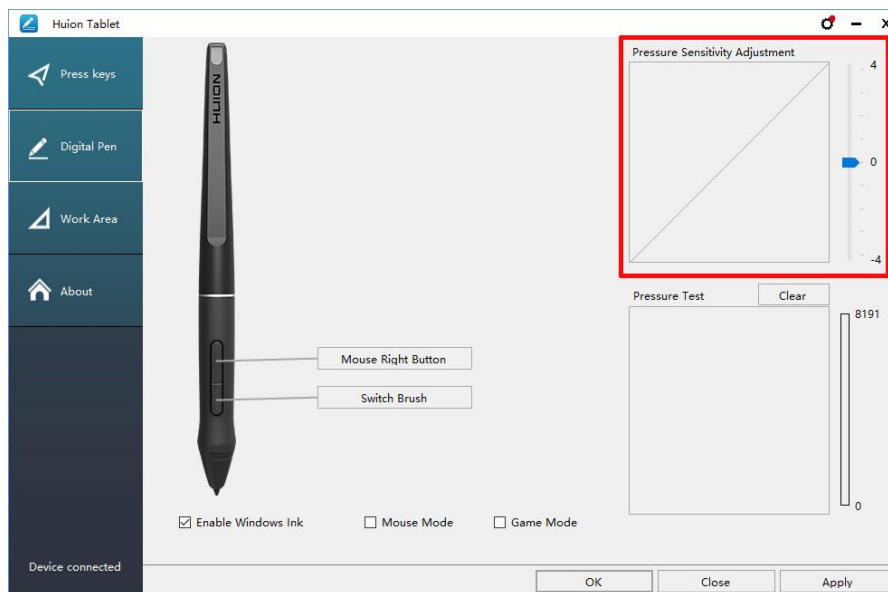 Huion Tablet
Press keys
Digital Pen
Work Area
About
Device connected
HUION
Mouse Right Button
Switch Brush
Enable Windows Ink
Mouse Mode
Game Mode
Pressure Sensitivity Adjustment
4
0
-4
Pressure Test
Clear
8191
0
OK
Close
Apply